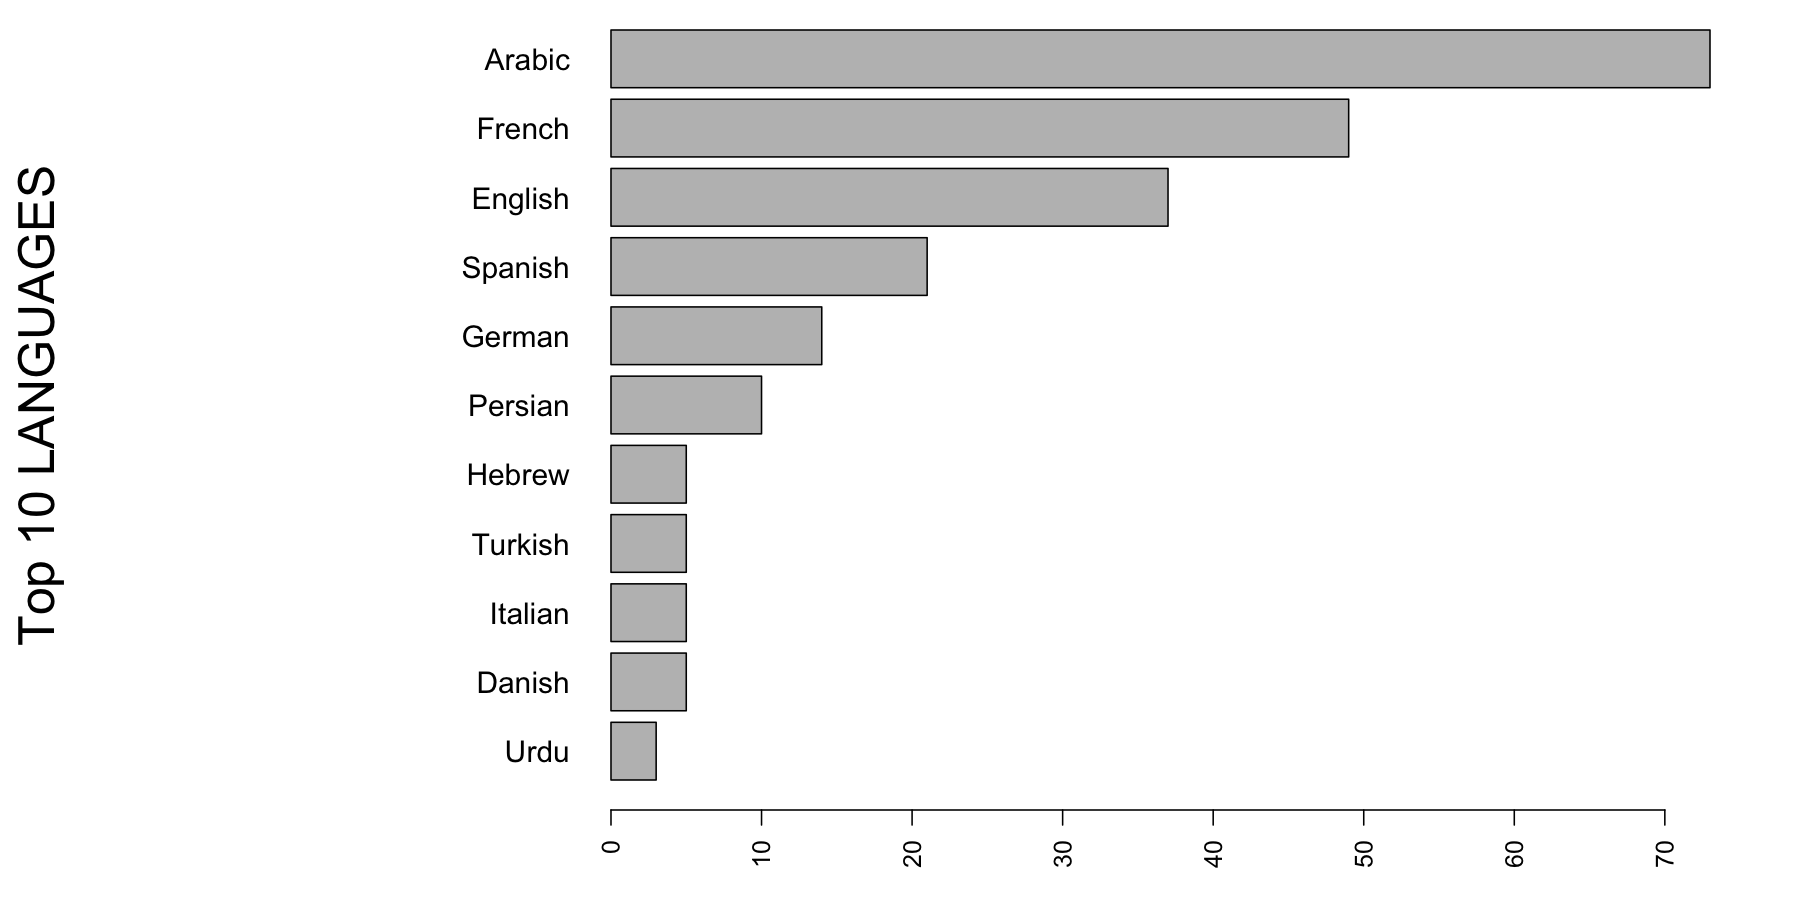 Top 10 LANGUAGES
Arabic
French
English
Spanish
German
Persian
Hebrew
Turkish
Italian
Danish
Urdu
0 10 20 30 40 50 60 70